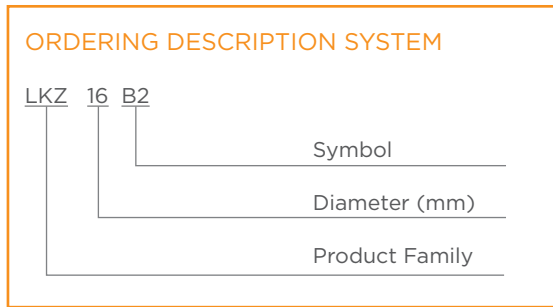 ORDERING DESCRIPTION SYSTEM
LKZ 16 B2
Symbol
Diameter (mm)
Product Family